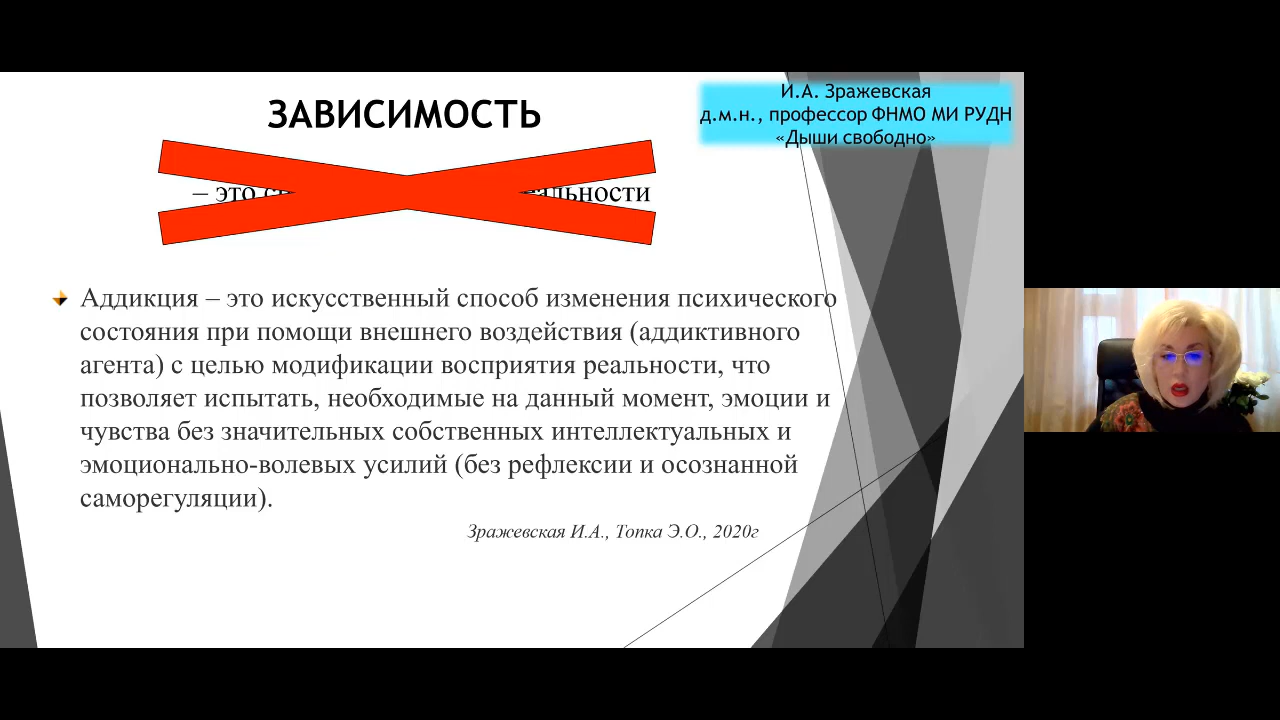 ЗАВИСИМОСТЬ
И.А. Зражевская
д.м.н., профессор ФНМО МИ РУДН
«Дыши свободно»
– это
Аддикция – это искусственный способ изменения психического
состояния при помощи внешнего воздействия (аддиктивного
агента) с целью модификации восприятия реальности, что
позволяет испытать, необходимые на данный момент, эмоции и
чувства без значительных собственных интеллектуальных и
эмоционально-волевых усилий (без рефлексии и осознанной
саморегуляции).
Зражевская И.А., Топка Э.О., 2020г